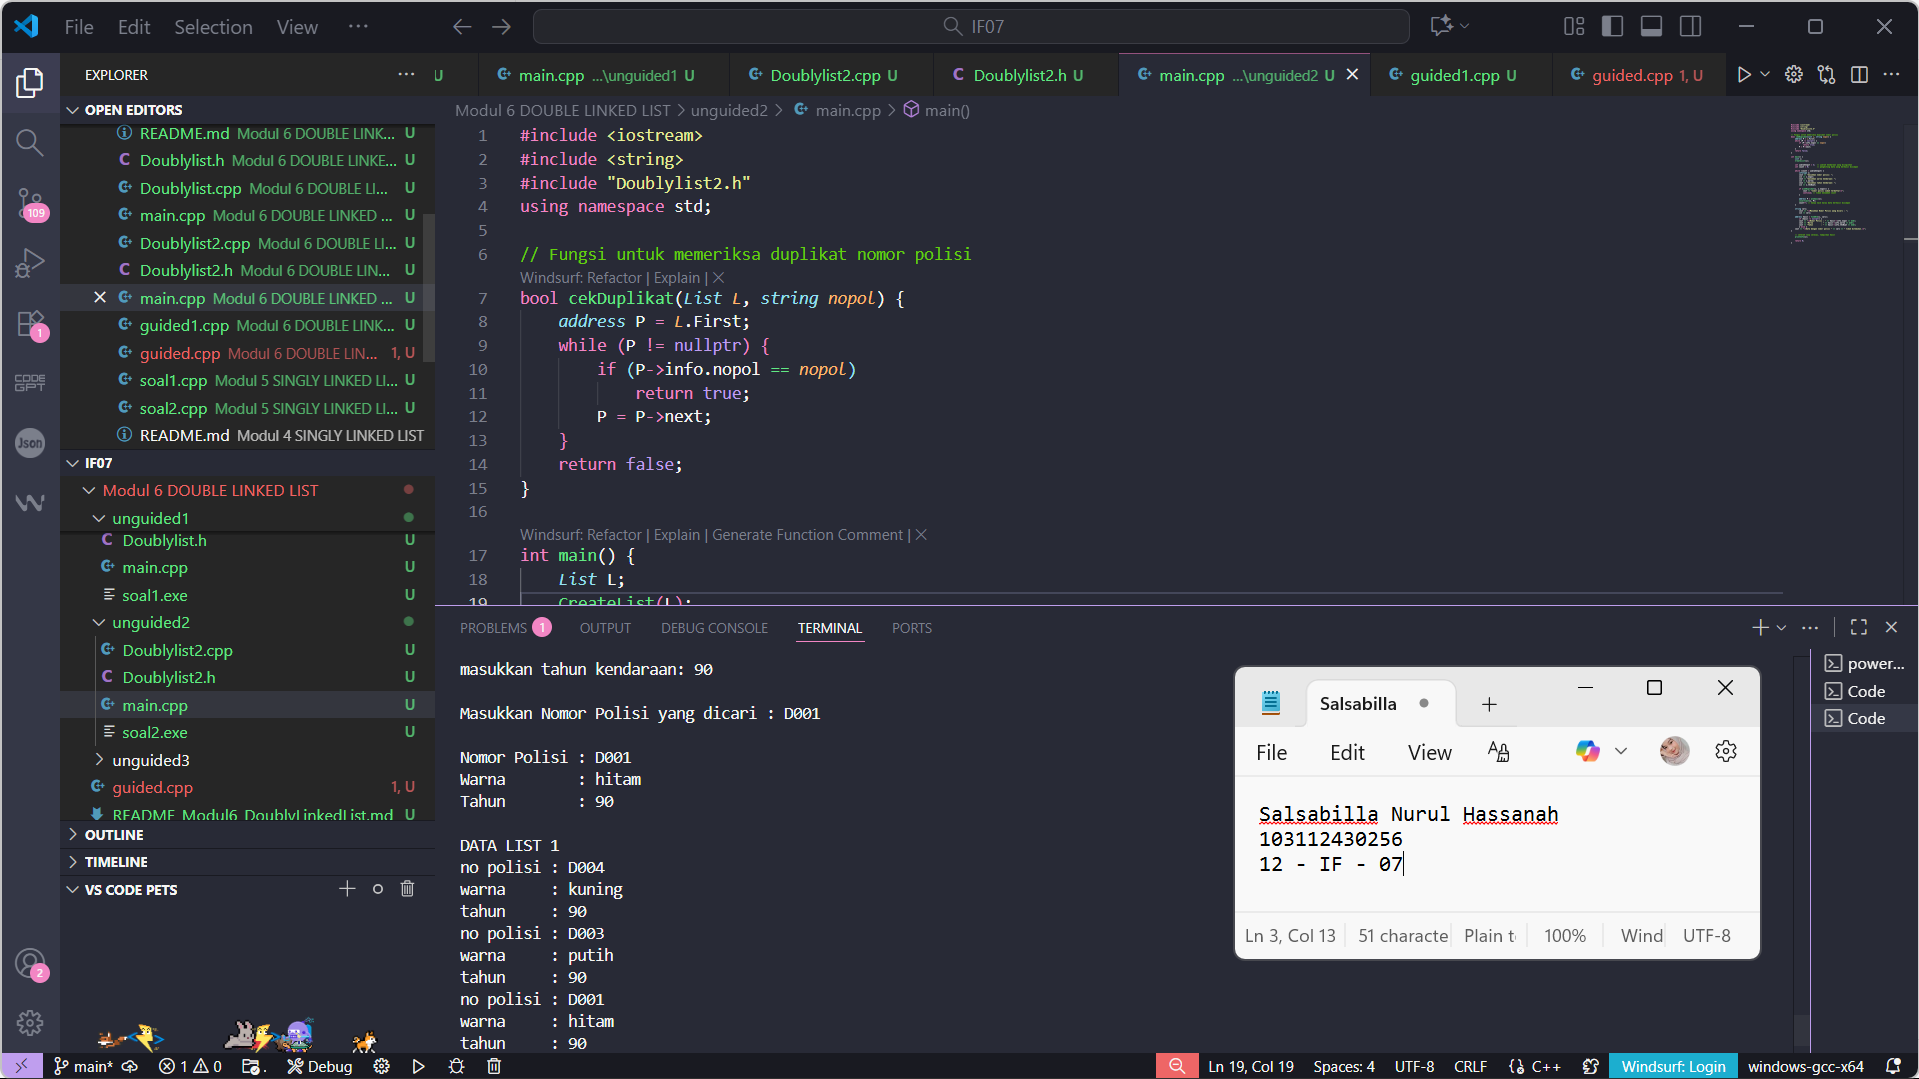 File Edit Selection View ··· IF07
EXPLORER ··· U
main.cpp ...\unguided1 U
Doublylist2.cpp U
Doublylist2.h U
main.cpp ...\unguided2 U
guided1.cpp U
guided.cpp 1, U
OPEN EDITORS
README.md Modul 6 DOUBLE LINK... U
Doublylist.h Modul 6 DOUBLE LINKE... U
Doublylist.cpp Modul 6 DOUBLE LI... U
main.cpp Modul 6 DOUBLE LINKED ... U
Doublylist2.cpp Modul 6 DOUBLE LI... U
Doublylist2.h Modul 6 DOUBLE LIN... U
main.cpp Modul 6 DOUBLE LINKED ... U
guided1.cpp Modul 6 DOUBLE LINK... U
guided.cpp Modul 6 DOUBLE LIN... 1, U
soal1.cpp Modul 5 SINGLY LINKED LI... U
soal2.cpp Modul 5 SINGLY LINKED LI... U
README.md Modul 4 SINGLY LINKED LIST
IF07
Modul 6 DOUBLE LINKED LIST
unguided1
Doublylist.h U
main.cpp U
soal1.exe U
unguided2
Doublylist2.cpp U
Doublylist2.h U
main.cpp U
soal2.exe U
unguided3
guided.cpp 1, U
README_Modul6_DoublyLinkedList.md U
OUTLINE
TIMELINE
VS CODE PETS
109
1
CODE
GPT
Json
2
Modul 6 DOUBLE LINKED LIST > unguided2 > main.cpp > main()
1 #include <iostream>
2 #include <string>
3 #include "Doublylist2.h"
4 using namespace std;
5
6 // Fungsi untuk memeriksa duplikat nomor polisi
Windsurf: Refactor | Explain | ×
7 bool cekDuplikat(List L, string nopol) {
8 address P = L.First;
9 while (P != nullptr) {
10 if (P->info.nopol == nopol)
11 return true;
12 P = P->next;
13 }
14 return false;
15 }
16
Windsurf: Refactor | Explain | Generate Function Comment | ×
17 int main() {
18 List L;
19 CreateList(L);
PROBLEMS 1 OUTPUT DEBUG CONSOLE TERMINAL PORTS
masukkan tahun kendaraan: 90
Masukkan Nomor Polisi yang dicari : D001
Nomor Polisi : D001
Warna : hitam
Tahun : 90
DATA LIST 1
no polisi : D004
warna : kuning
tahun : 90
no polisi : D003
warna : putih
tahun : 90
no polisi : D001
warna : hitam
tahun : 90
power...
Code
Code
Salsabilla
File Edit View
Salsabilla Nurul Hassanah
103112430256
12 - IF - 07
Ln 3, Col 13 51 characte Plain t 100% Wind UTF-8
main* 1 0 Debug Ln 19, Col 19 Spaces: 4 UTF-8 CRLF {} C++ Windsurf: Login windows-gcc-x64